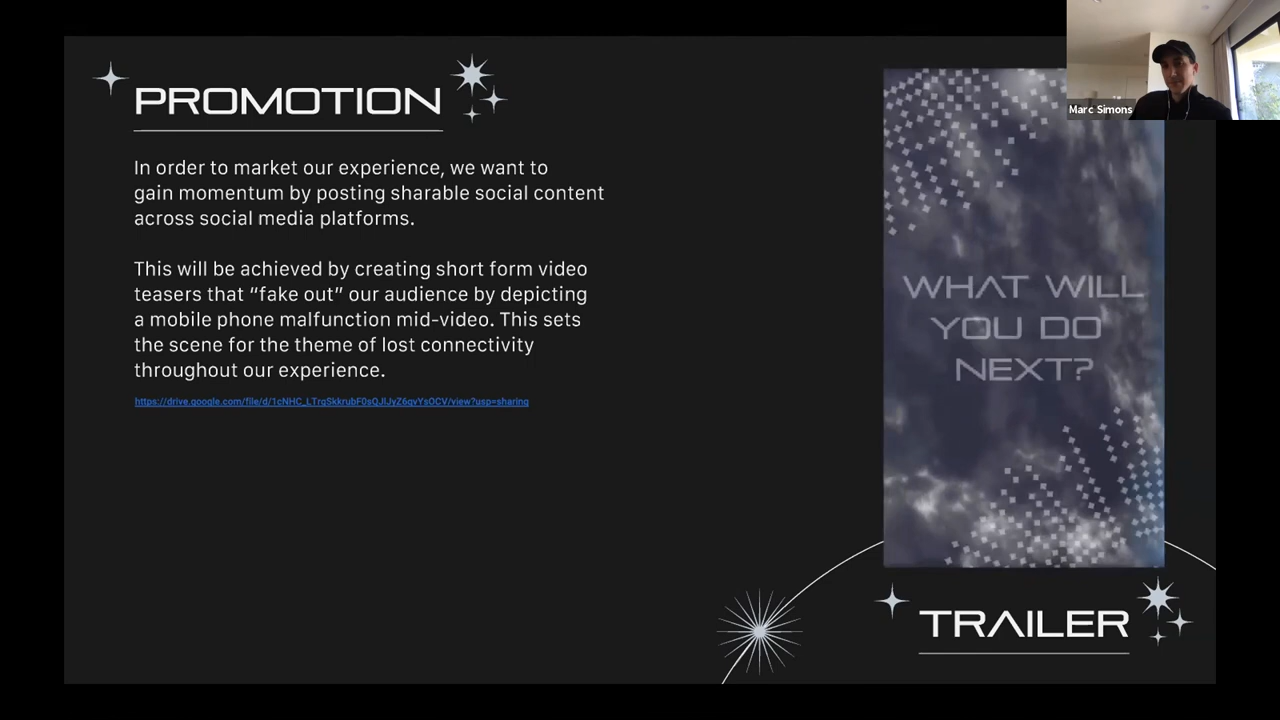 PROMOTION
In order to market our experience, we want to
gain momentum by posting sharable social content
across social media platforms.
This will be achieved by creating short form video
teasers that “fake out” our audience by depicting
a mobile phone malfunction mid-video. This sets
the scene for the theme of lost connectivity
throughout our experience.
WHAT WILL
YOU DO
NEXT?
TRAILER
Marc Simons